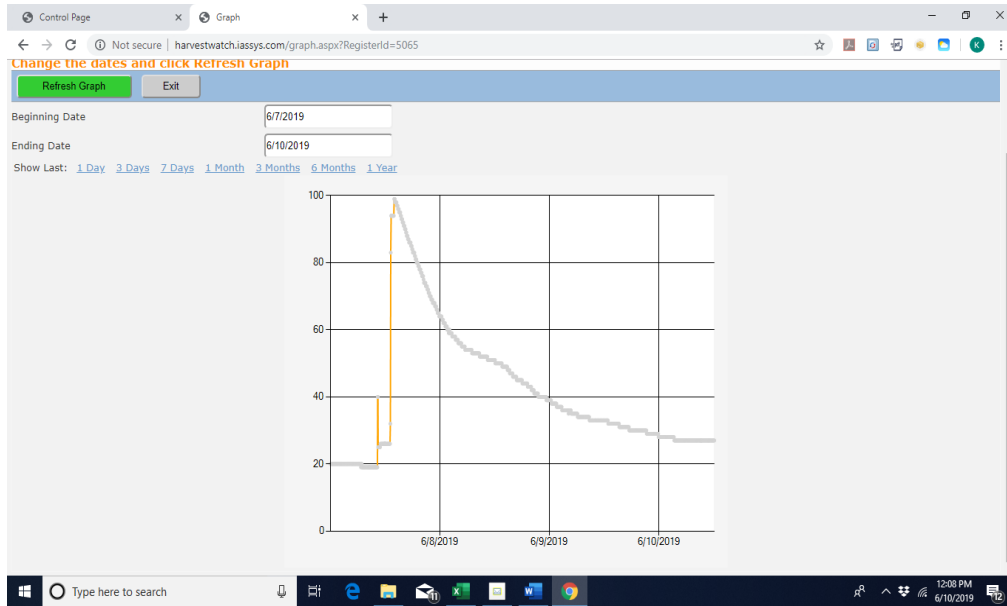 Control Page
Graph
Not secure | harvestwatch.iassys.com/graph.aspx?RegisterId=5065
K
Change the dates and click Refresh Graph
Refresh Graph Exit
Beginning Date 6/7/2019
Ending Date 6/10/2019
Show Last: 1 Day 3 Days 7 Days 1 Month 3 Months 6 Months 1 Year
100
80
60
40
20
0
6/8/2019 6/9/2019 6/10/2019
Type here to search
12:08 PM
6/10/2019